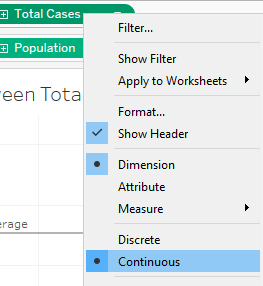 Total Cases
Population
Filter...
Show Filter
Apply to Worksheets
Format...
Show Header
Dimension
Attribute
Measure
Discrete
Continuous
een Tota
erage